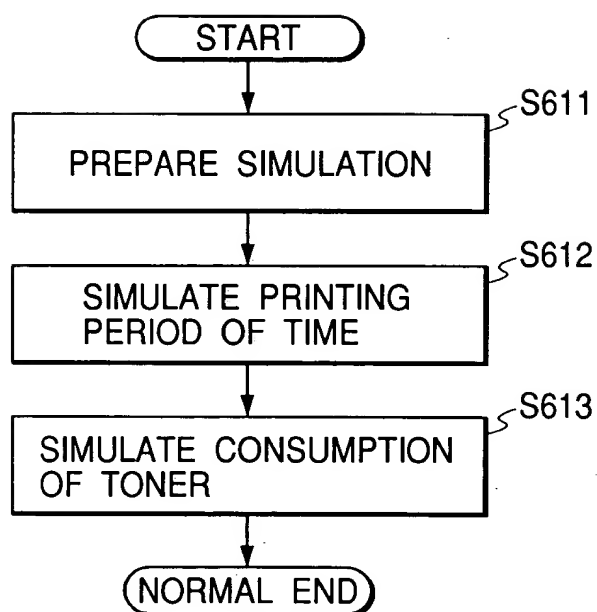 START
S611
PREPARE SIMULATION
S612
SIMULATE PRINTING
PERIOD OF TIME
S613
SIMULATE CONSUMPTION
OF TONER
NORMAL END